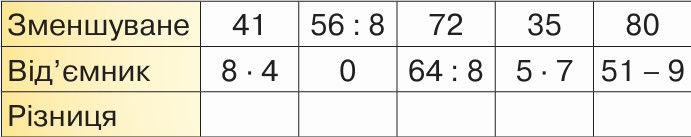 Зменшуване 41 56 : 8 72 35 80
Від’ємник 8 · 4 0 64 : 8 5 · 7 51 – 9
Різниця